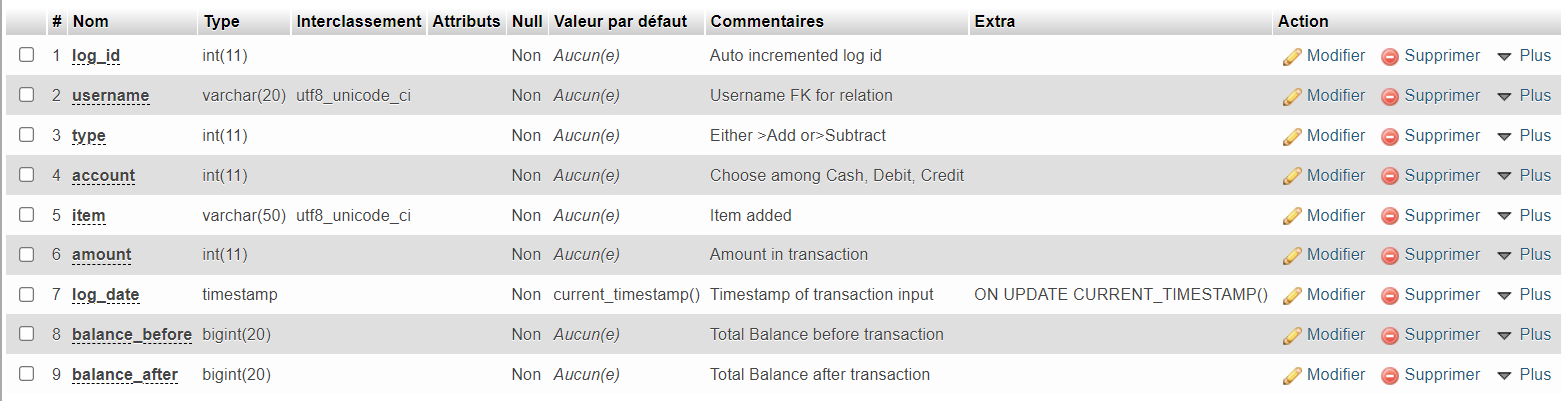 # Nom Type Interclassement Attributs Null Valeur par défaut Commentaires Extra Action
1 log_id int(11) Non Aucun(e) Auto incremented log id Modifier Supprimer Plus
2 username varchar(20) utf8_unicode_ci Non Aucun(e) Username FK for relation Modifier Supprimer Plus
3 type int(11) Non Aucun(e) Either >Add or>Subtract Modifier Supprimer Plus
4 account int(11) Non Aucun(e) Choose among Cash, Debit, Credit Modifier Supprimer Plus
5 item varchar(50) utf8_unicode_ci Non Aucun(e) Item added Modifier Supprimer Plus
6 amount int(11) Non Aucun(e) Amount in transaction Modifier Supprimer Plus
7 log_date timestamp Non current_timestamp() Timestamp of transaction input ON UPDATE CURRENT_TIMESTAMP() Modifier Supprimer Plus
8 balance_before bigint(20) Non Aucun(e) Total Balance before transaction Modifier Supprimer Plus
9 balance_after bigint(20) Non Aucun(e) Total Balance after transaction Modifier Supprimer Plus